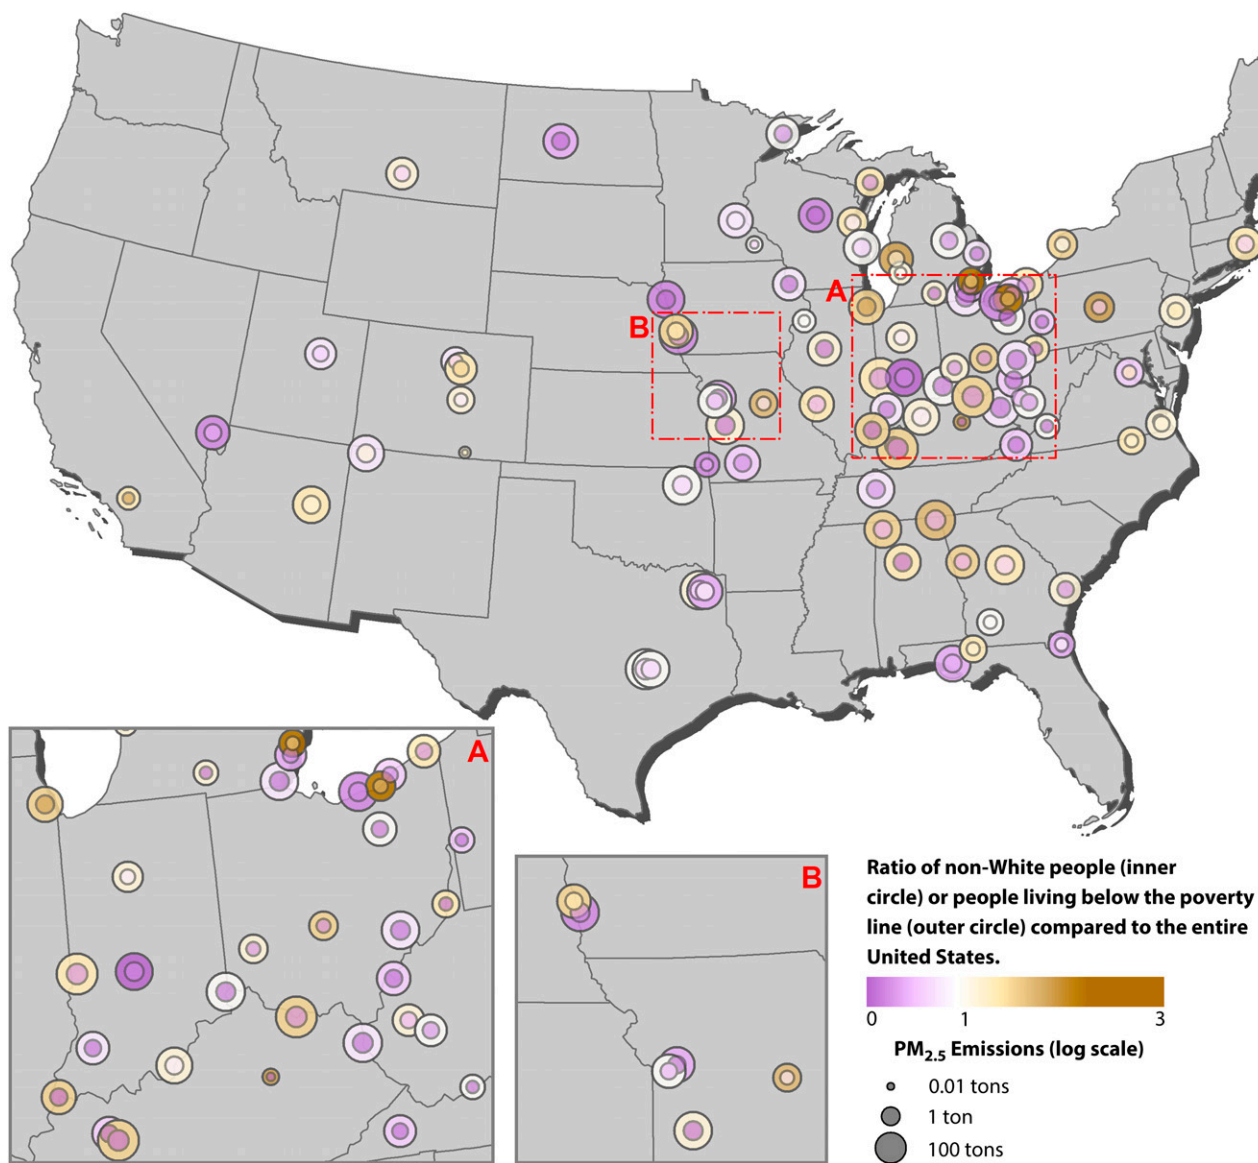 A
B
A
B
Ratio of non-White people (inner
circle) or people living below the poverty
line (outer circle) compared to the entire
United States.
0 1 3
PM2.5 Emissions (log scale)
0.01 tons
1 ton
100 tons